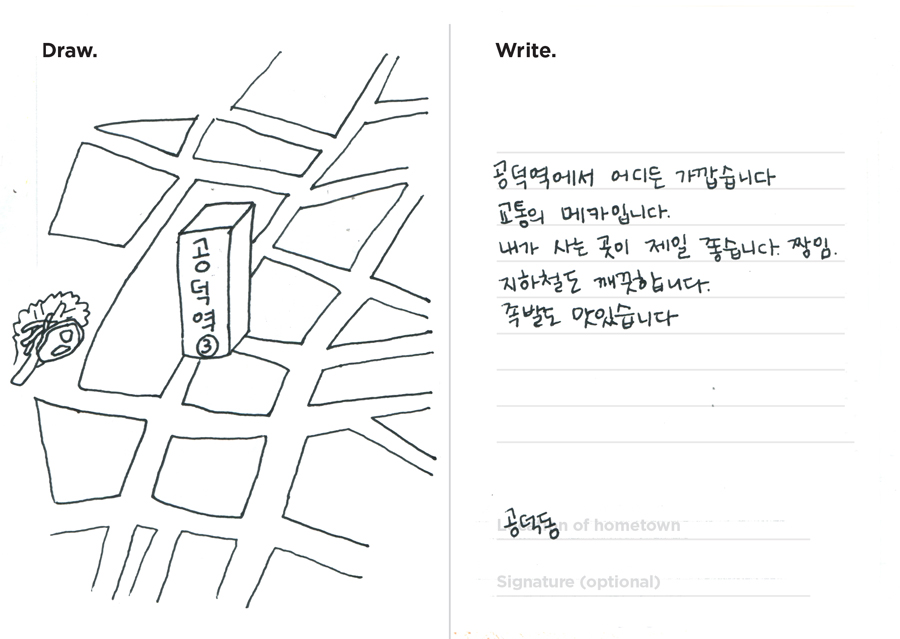 Draw.
공덕역
3
Write.
공덕역에서 어디든 가깝습니다
교통의 메카입니다.
내가 사는 곳이 제일 좋습니다. 짱임.
지하철도 깨끗합니다.
족발도 맛있습니다
공덕동
Location of hometown
Signature (optional)